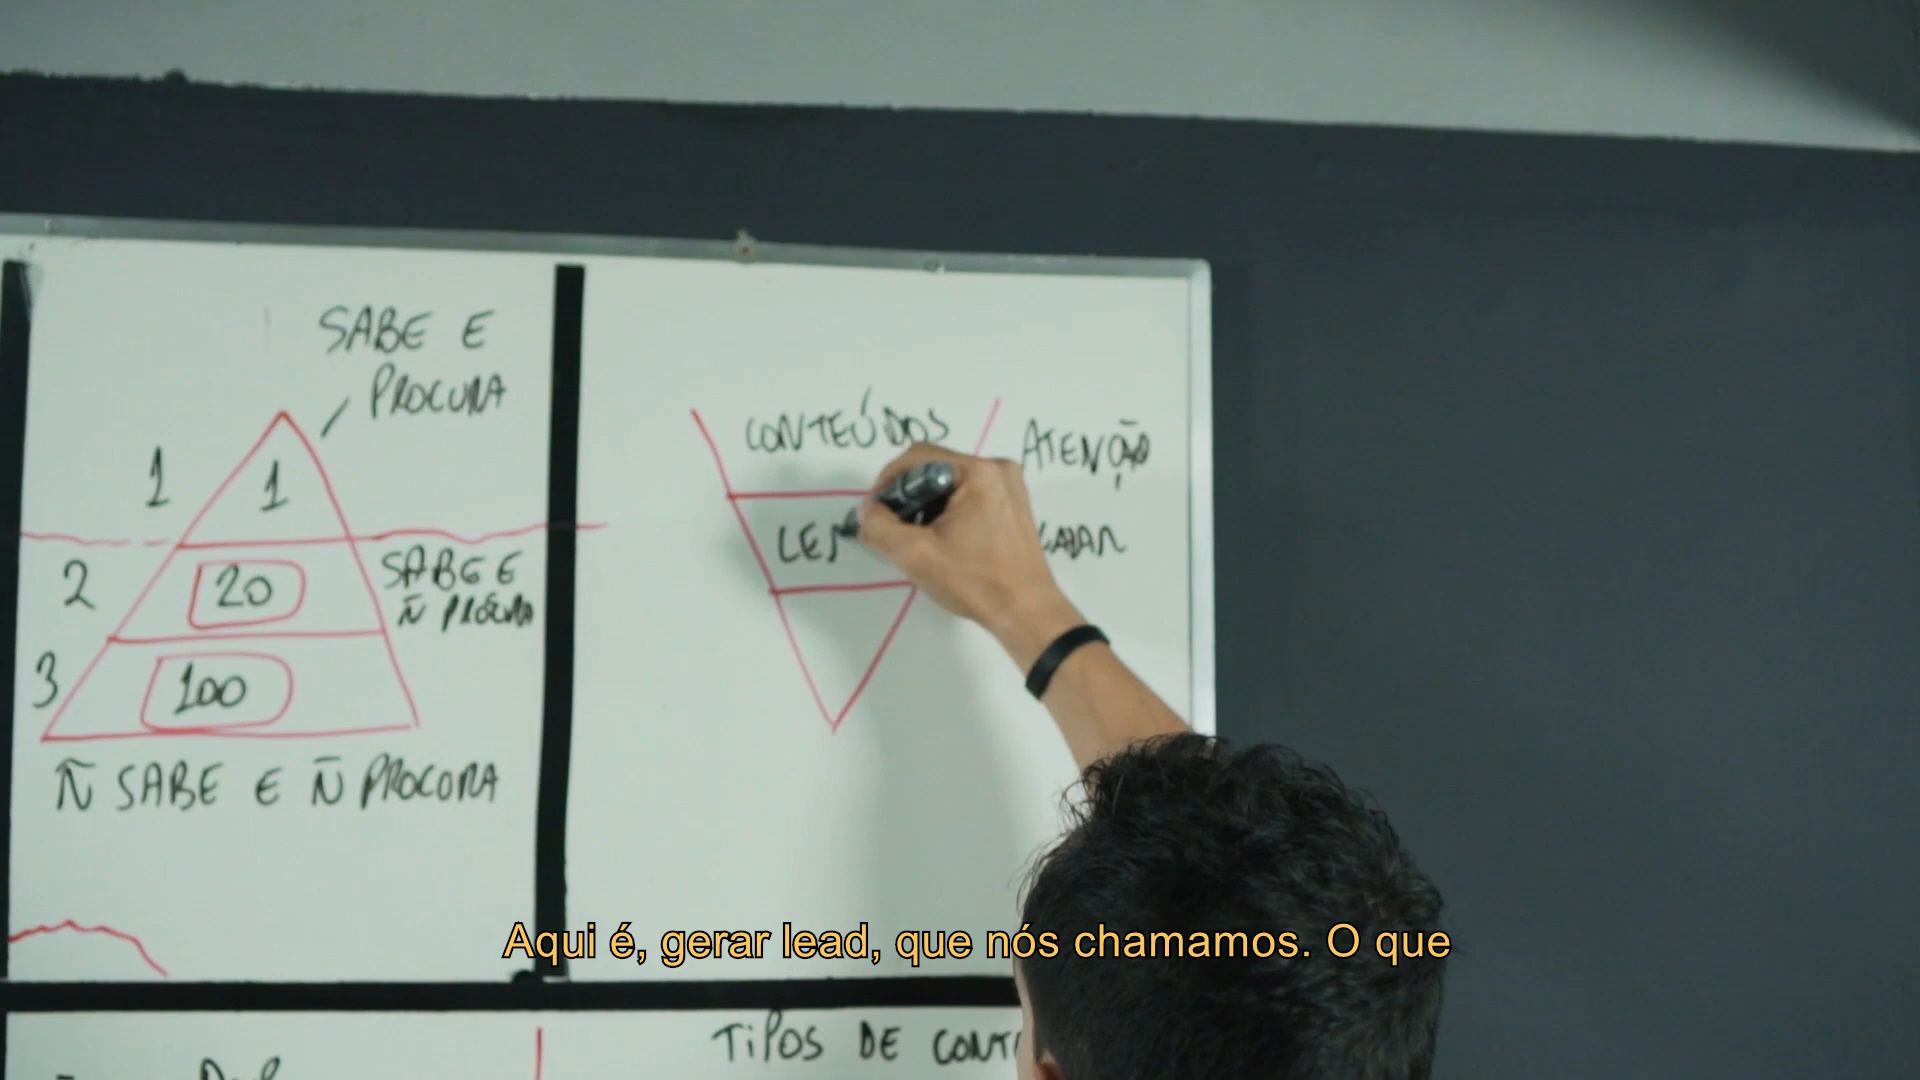 SABE E
PROCURA
1
1
2
20
SABE E
Ñ PROCURA
3
100
Ñ SABE E Ñ PROCURA
CONTEÚDOS
ATENÇÃO
Aqui é, gerar lead, que nós chamamos. O que
TIPOS DE